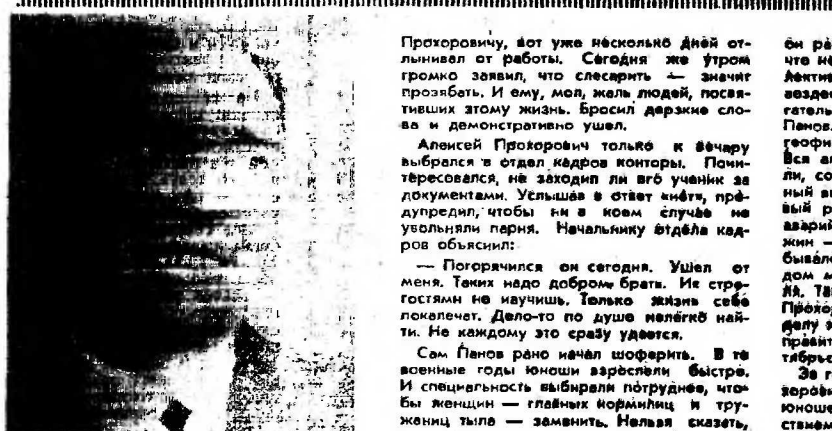 Прохоровичу, вот уже несколько дней от-
лынивал от работы. Сегодня же утром
громко заявил, что слесарить — значит
прозябать. И ему, мол, жаль людей, посвя-
тивших этому жизнь. Бросил дерзкие сло-
ва и демонстративно ушел.
Алексей Прохорович только к вечеру
выбрался в отдел кадров конторы. Поин-
тересовался, не заходил ли его ученик за
документами. Услышав в ответ «нет», пре-
дупредил, чтобы ни в коем случае не
увольняли парня. Начальнику отдела кад-
ров объяснил:
— Погорячился он сегодня. Ушел от
меня. Таких надо добром брать. Их стро-
гостями не научишь. Только жизнь себе
покалечат. Дело-то по душе нелегко най-
ти. Не каждому это сразу удается.
Сам Панов рано начал шоферить. В те
военные годы юноши взрослели быстро.
И специальность выбирали потруднее, что-
бы женщин — главных кормилиц и тру-
жениц тыла — заменить. Нельзя сказать,
он ра
что не
актив
везде
гатель
Панов.
геофи
Вся а
ли, со
ный в
вый р
аварий
жин —
бывало
дом м
ля. Та
Прохо
делу
правит
тябрьс
За г
хоров
юноше
ствием